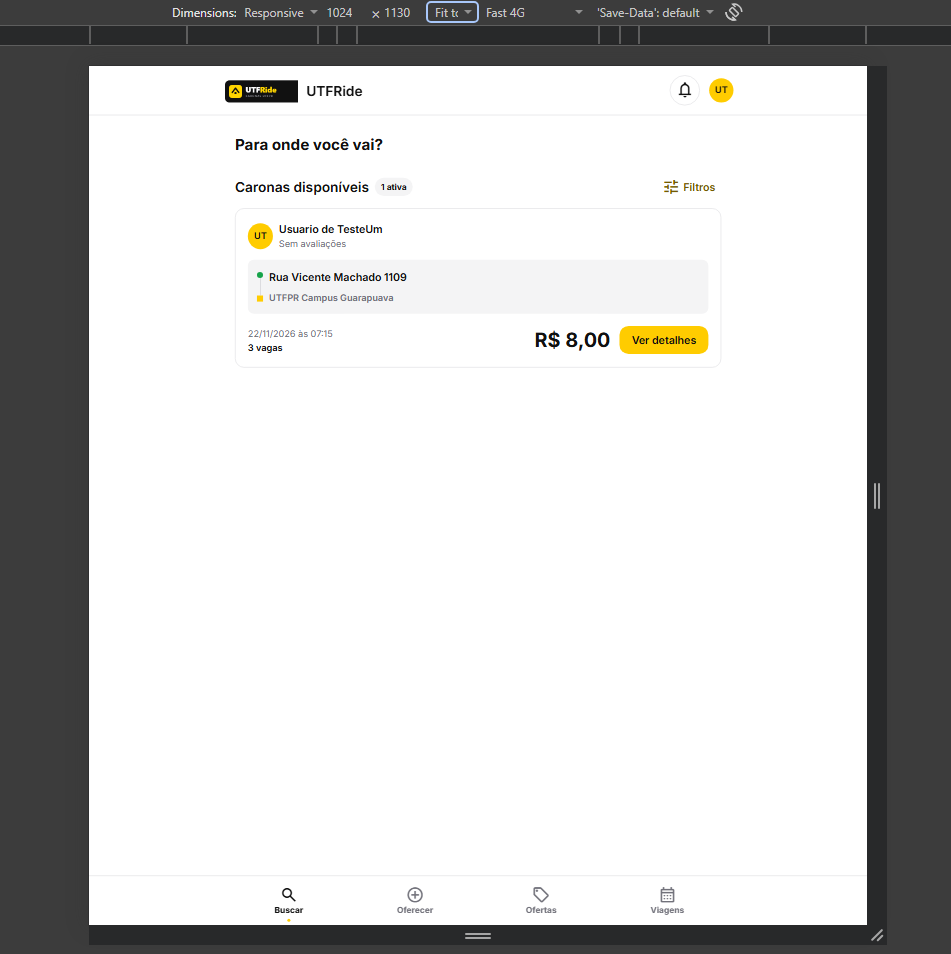 Dimensions: Responsive 1024 × 1130 Fit to Fast 4G 'Save-Data': default
UTFRide UTFRide UT
Para onde você vai?
Caronas disponíveis 1 ativa Filtros
UT Usuario de TesteUm
Sem avaliações
Rua Vicente Machado 1109
UTFPR Campus Guarapuava
22/11/2026 às 07:15
3 vagas
R$ 8,00 Ver detalhes
Buscar Oferecer Ofertas Viagens